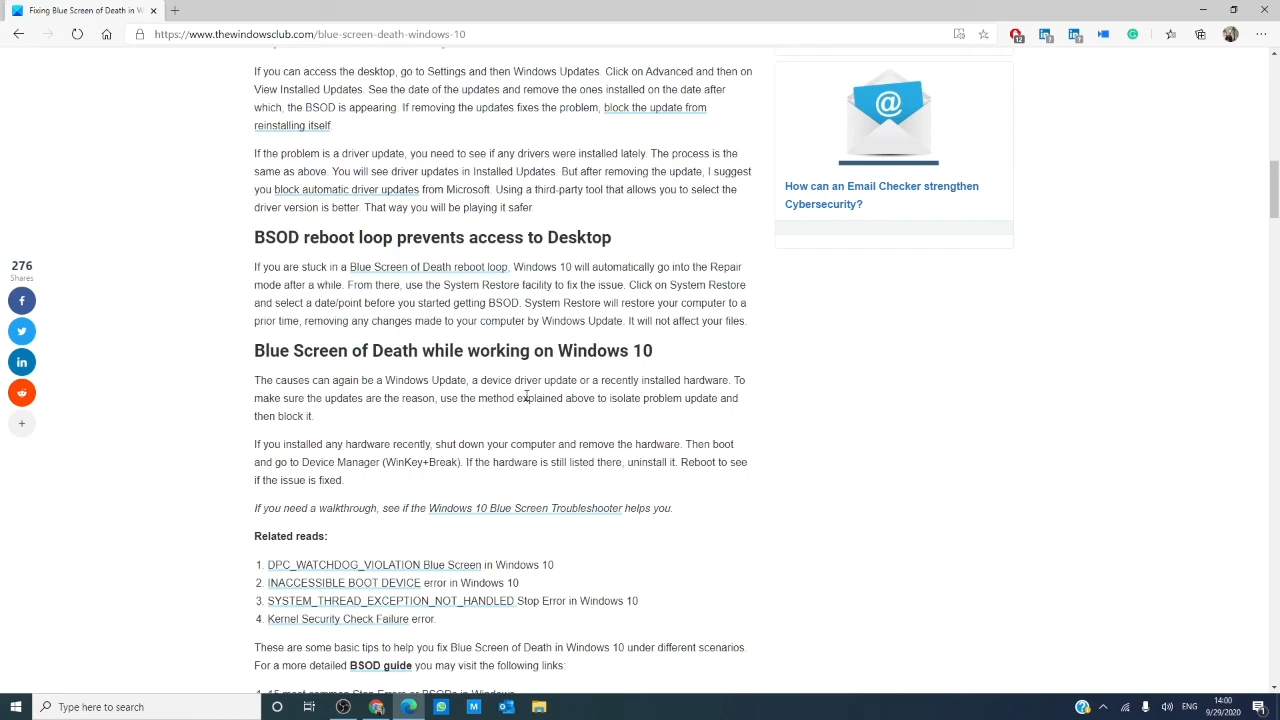 Fixing Blue Screen of Death in W
https://www.thewindowsclub.com/blue-screen-death-windows-10
12
If you can access the desktop, go to Settings and then Windows Updates. Click on Advanced and then on
View Installed Updates. See the date of the updates and remove the ones installed on the date after
which, the BSOD is appearing. If removing the updates fixes the problem, block the update from
reinstalling itself.
If the problem is a driver update, you need to see if any drivers were installed lately. The process is the
same as above. You will see driver updates in Installed Updates. But after removing the update, I suggest
you block automatic driver updates from Microsoft. Using a third-party tool that allows you to select the
driver version is better. That way you will be playing it safer.
How can an Email Checker strengthen
Cybersecurity?
BSOD reboot loop prevents access to Desktop
276
Shares
If you are stuck in a Blue Screen of Death reboot loop, Windows 10 will automatically go into the Repair
mode after a while. From there, use the System Restore facility to fix the issue. Click on System Restore
and select a date/point before you started getting BSOD. System Restore will restore your computer to a
prior time, removing any changes made to your computer by Windows Update. It will not affect your files.
Blue Screen of Death while working on Windows 10
The causes can again be a Windows Update, a device driver update or a recently installed hardware. To
make sure the updates are the reason, use the method explained above to isolate problem update and
then block it.
If you installed any hardware recently, shut down your computer and remove the hardware. Then boot
and go to Device Manager (WinKey+Break). If the hardware is still listed there, uninstall it. Reboot to see
if the issue is fixed.
If you need a walkthrough, see if the Windows 10 Blue Screen Troubleshooter helps you.
Related reads:
1. DPC_WATCHDOG_VIOLATION Blue Screen in Windows 10
2. INACCESSIBLE BOOT DEVICE error in Windows 10
3. SYSTEM_THREAD_EXCEPTION_NOT_HANDLED Stop Error in Windows 10
4. Kernel Security Check Failure error.
These are some basic tips to help you fix Blue Screen of Death in Windows 10 under different scenarios.
For a more detailed BSOD guide you may visit the following links:
1. 15 most common Stop Errors or BSODs in Windows
Type here to search
ENG
14:00
9/29/2020